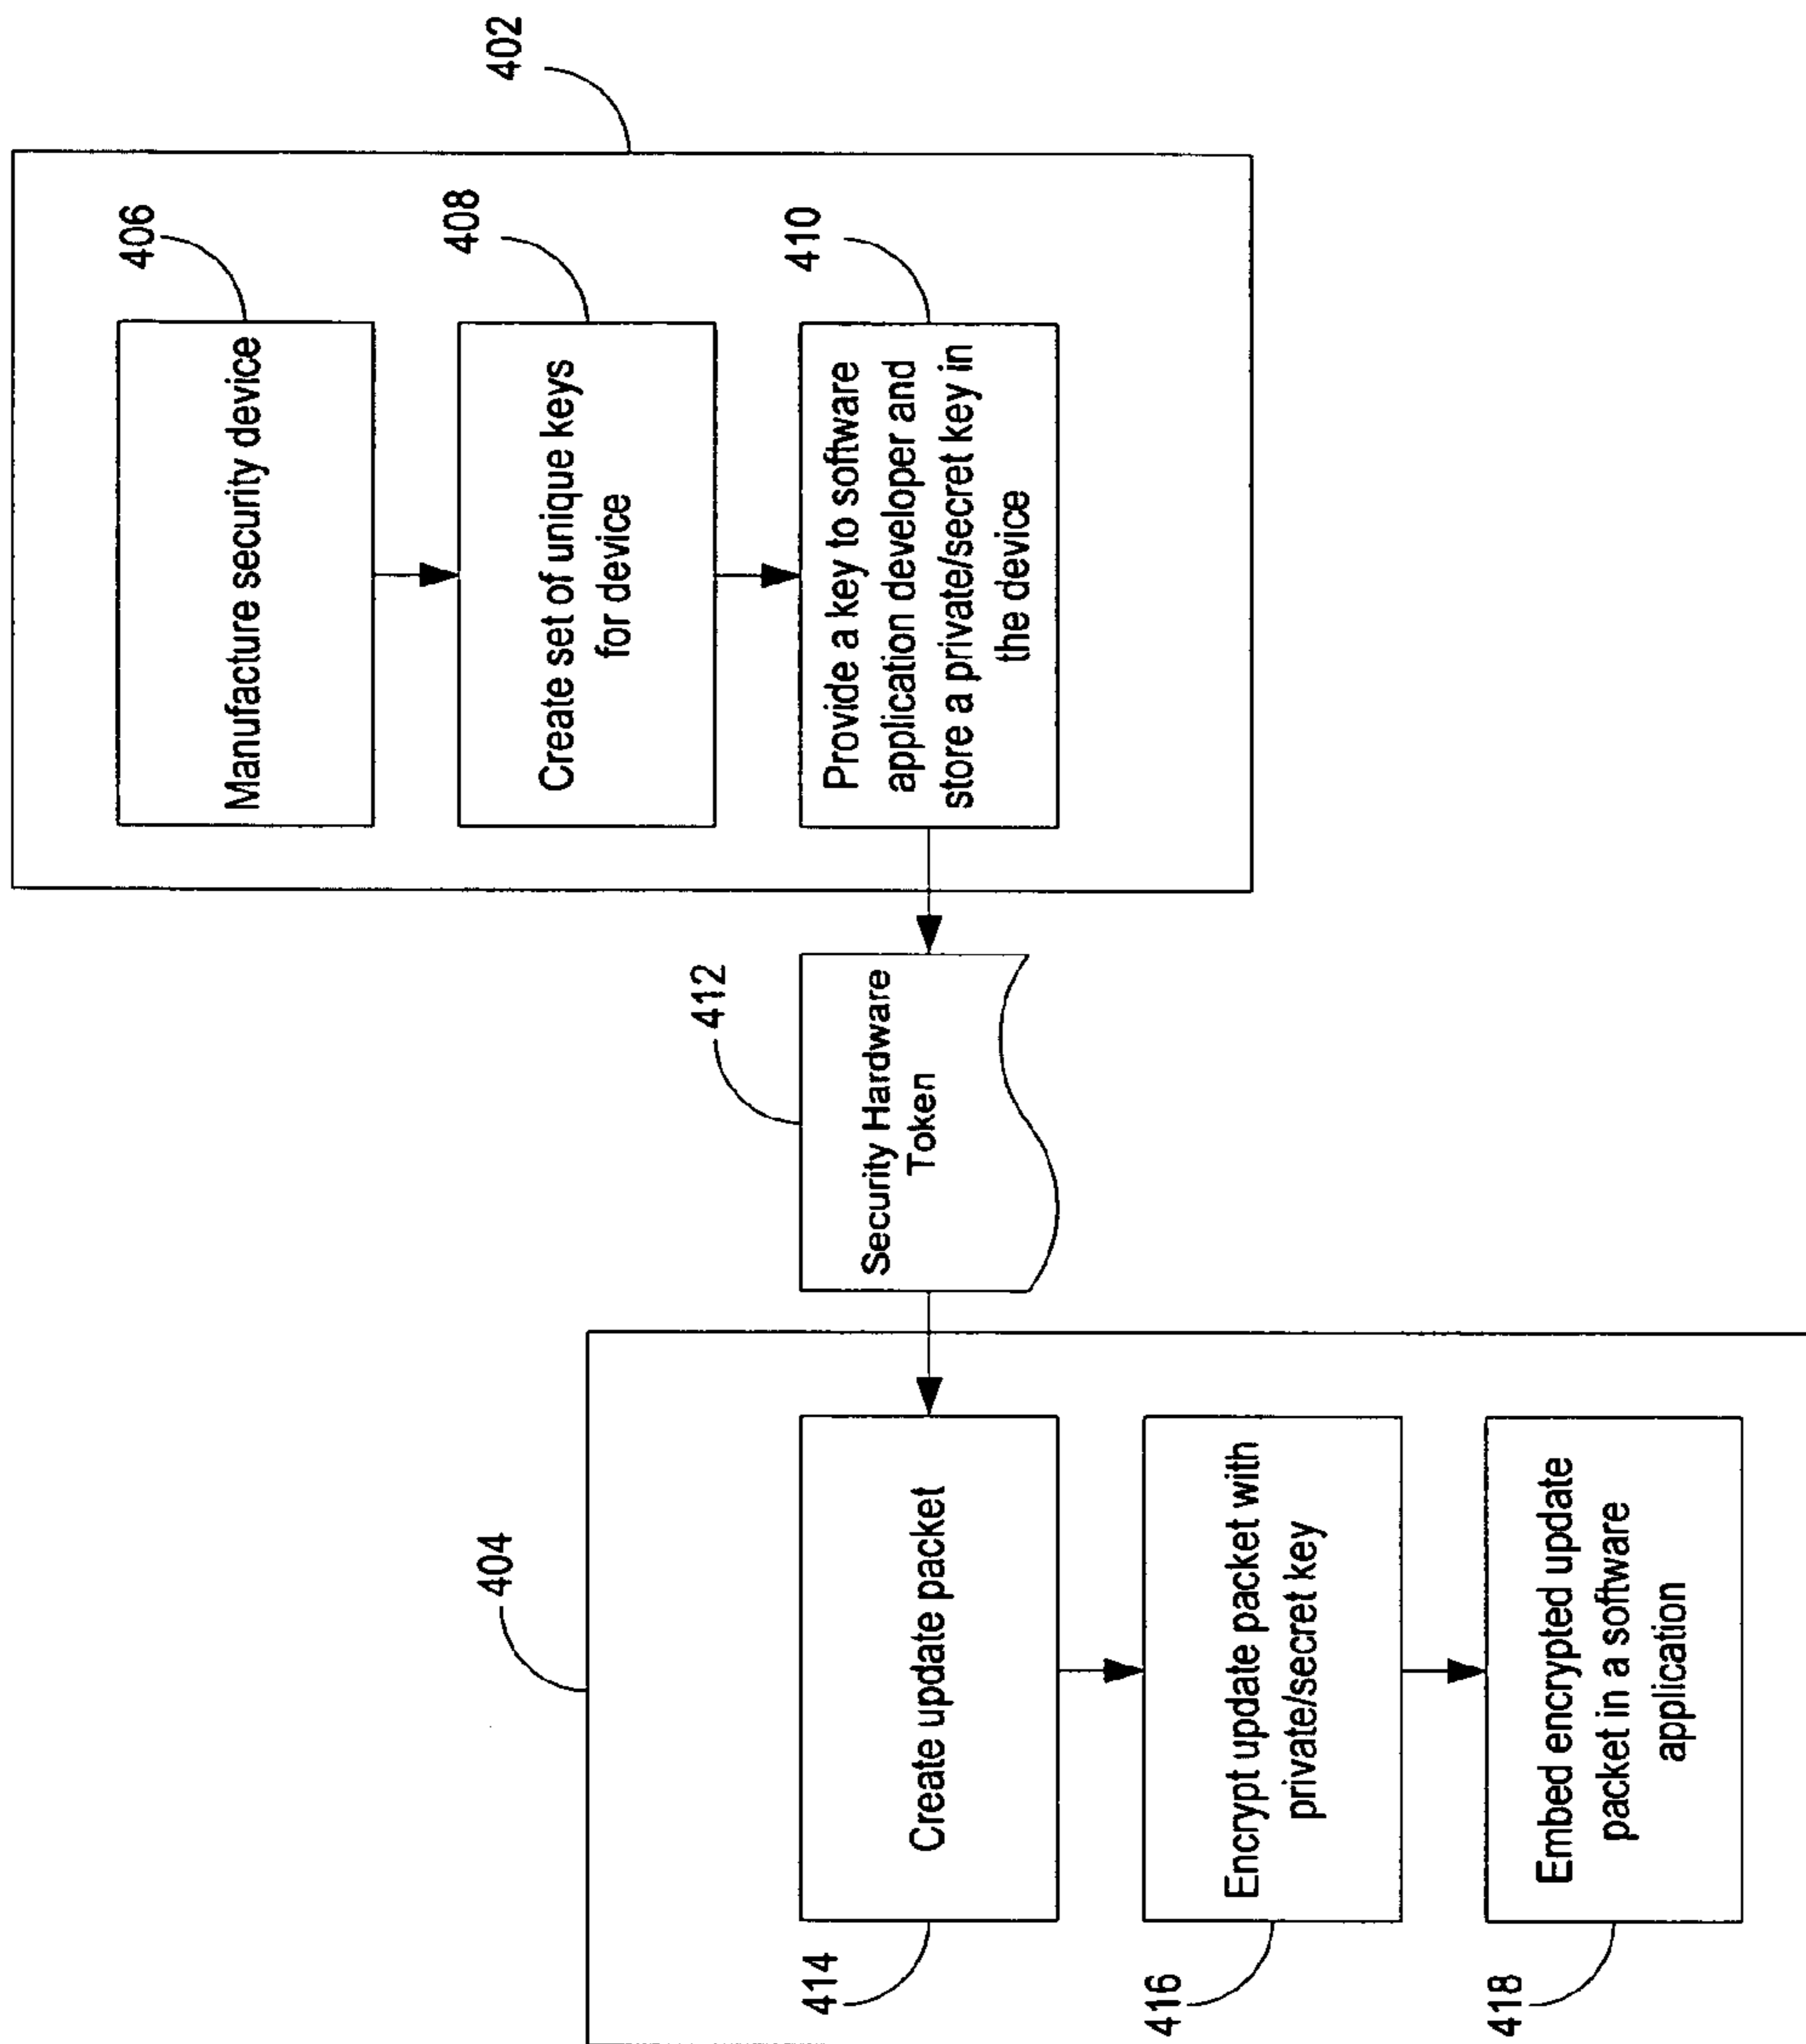 402
406
Manufacture security device
408
Create set of unique keys
for device
410
Provide a key to software
application developer and
store a private/secret key in
the device
412
Security Hardware
Token
404
414
Create update packet
416
Encrypt update packet with
private/secret key
418
Embed encrypted update
packet in a software
application